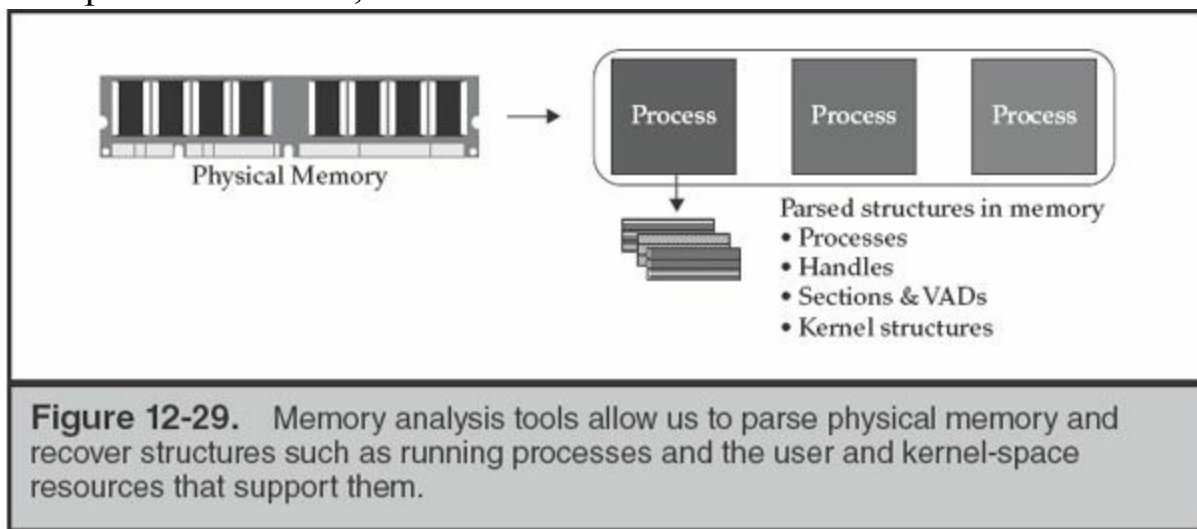 Process Process Process
Physical Memory
Parsed structures in memory
• Processes
• Handles
• Sections & VADs
• Kernel structures
Figure 12-29. Memory analysis tools allow us to parse physical memory and
recover structures such as running processes and the user and kernel-space
resources that support them.